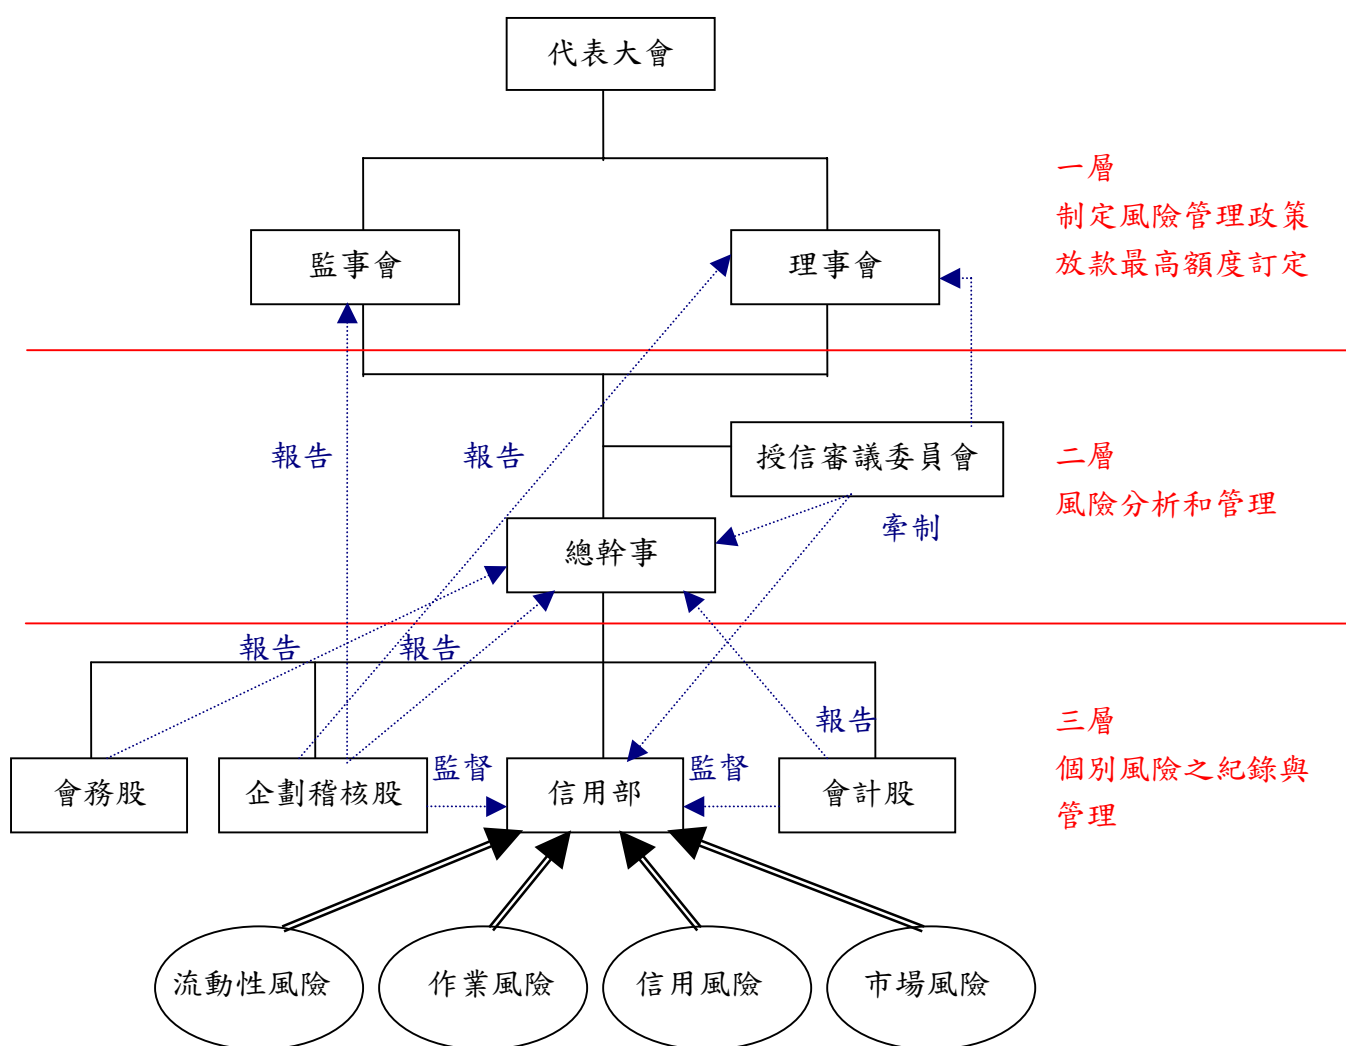 代表大會
一層
制定風險管理政策
放款最高額度訂定
監事會
理事會
報告
報告
授信審議委員會
二層
風險分析和管理
牽制
總幹事
報告
報告
報告
三層
個別風險之紀錄與
管理
會務股
企劃稽核股
監督
信用部
監督
會計股
流動性風險
作業風險
信用風險
市場風險